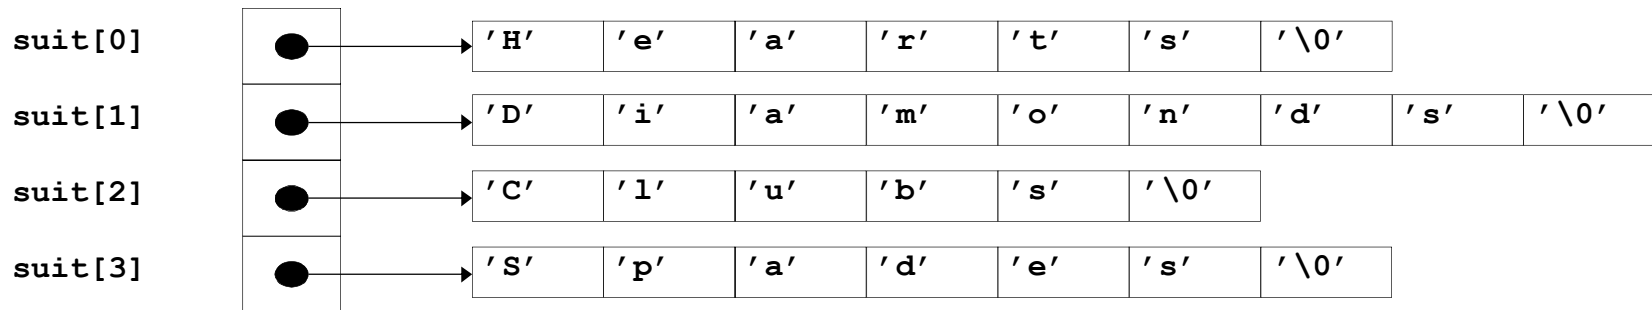 suit[0] ’H’ ’e’ ’a’ ’r’ ’t’ ’s’ ’\0’
suit[1] ’D’ ’i’ ’a’ ’m’ ’o’ ’n’ ’d’ ’s’ ’\0’
suit[2] ’C’ ’l’ ’u’ ’b’ ’s’ ’\0’
suit[3] ’S’ ’p’ ’a’ ’d’ ’e’ ’s’ ’\0’